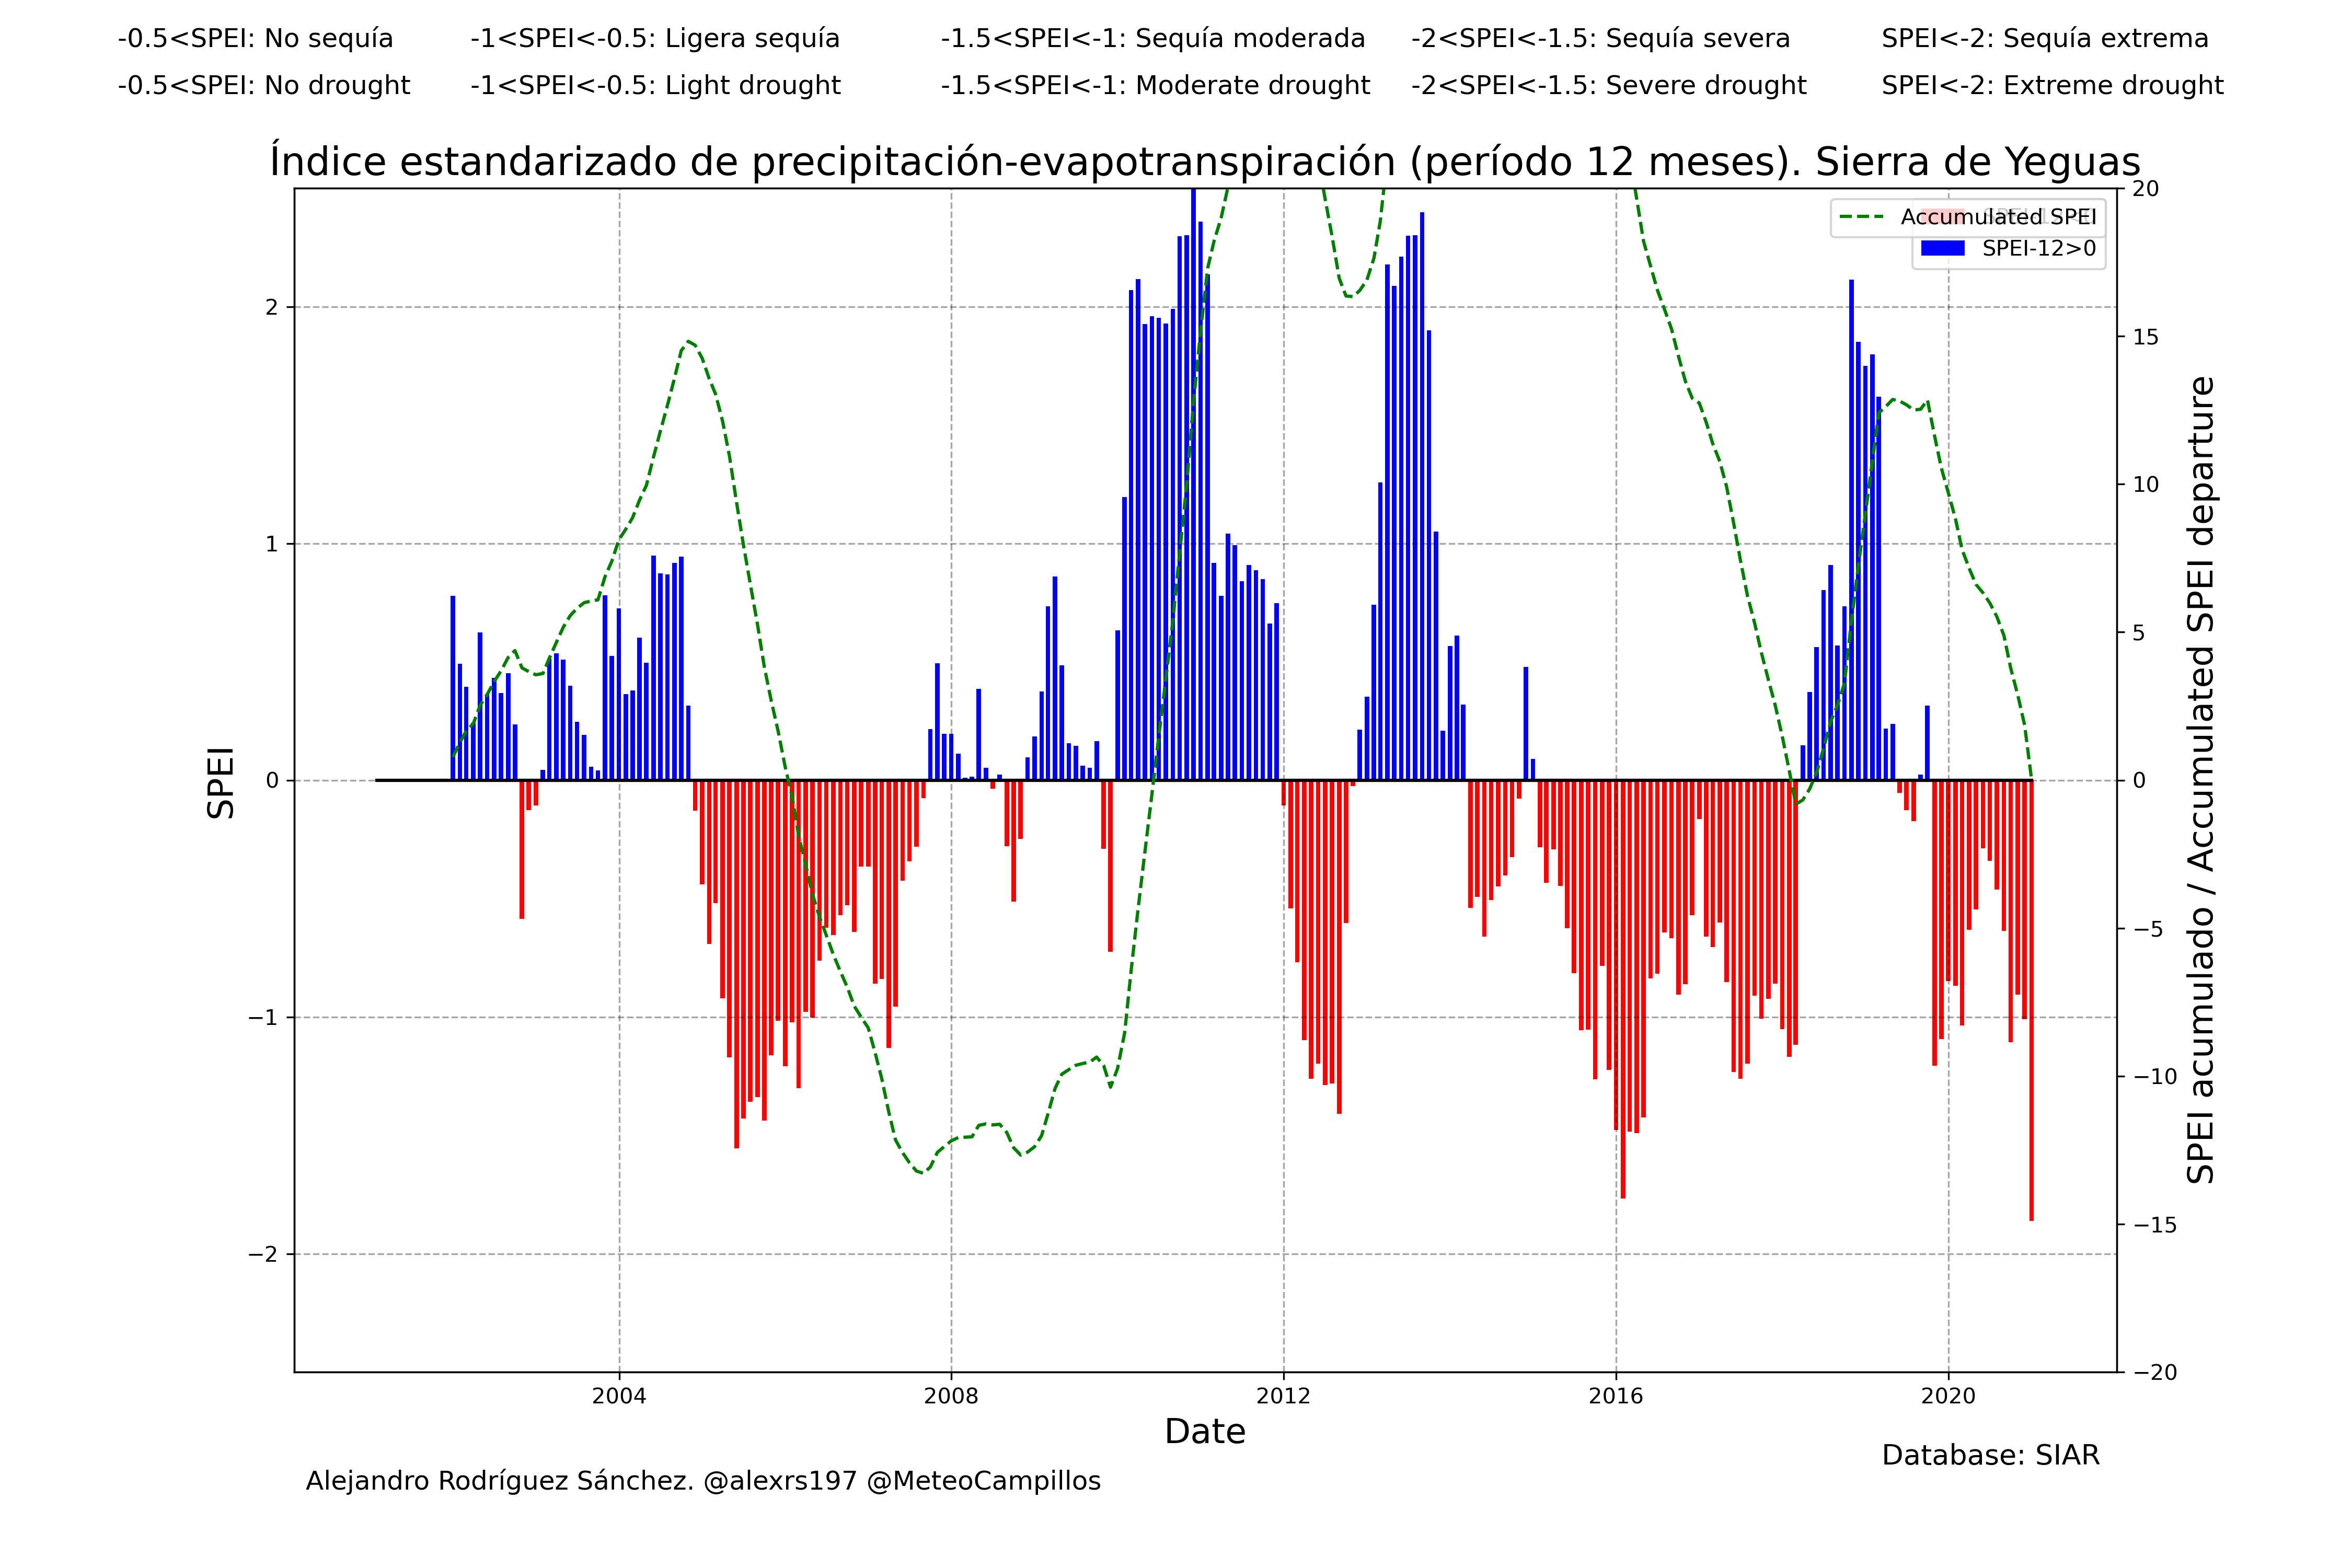 -0.5<SPEI: No sequía -1<SPEI<-0.5: Ligera sequía -1.5<SPEI<-1: Sequía moderada -2<SPEI<-1.5: Sequía severa SPEI<-2: Sequía extrema
-0.5<SPEI: No drought -1<SPEI<-0.5: Light drought -1.5<SPEI<-1: Moderate drought -2<SPEI<-1.5: Severe drought SPEI<-2: Extreme drought
Índice estandarizado de precipitación-evapotranspiración (período 12 meses). Sierra de Yeguas
Accumulated SPEI
SPEI-12>0
SPEI
2
1
0
−1
−2
20
15
10
5
0
−5
−10
−15
−20
SPEI acumulado / Accumulated SPEI departure
2004 2008 2012 2016 2020
Date
Database: SIAR
Alejandro Rodríguez Sánchez. @alexrs197 @MeteoCampillos